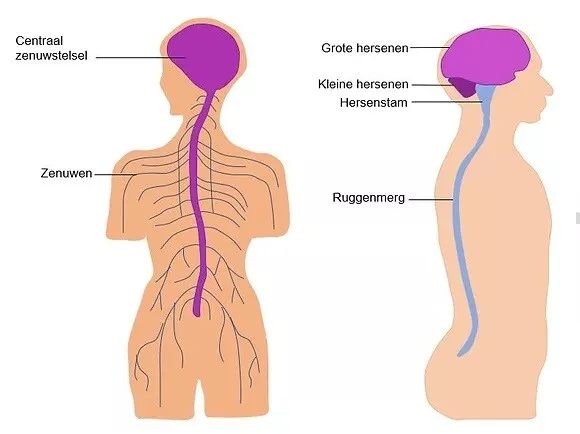 Centraal
zenuwstelsel
Zenuwen
Grote hersenen
Kleine hersenen
Hersenstam
Ruggenmerg